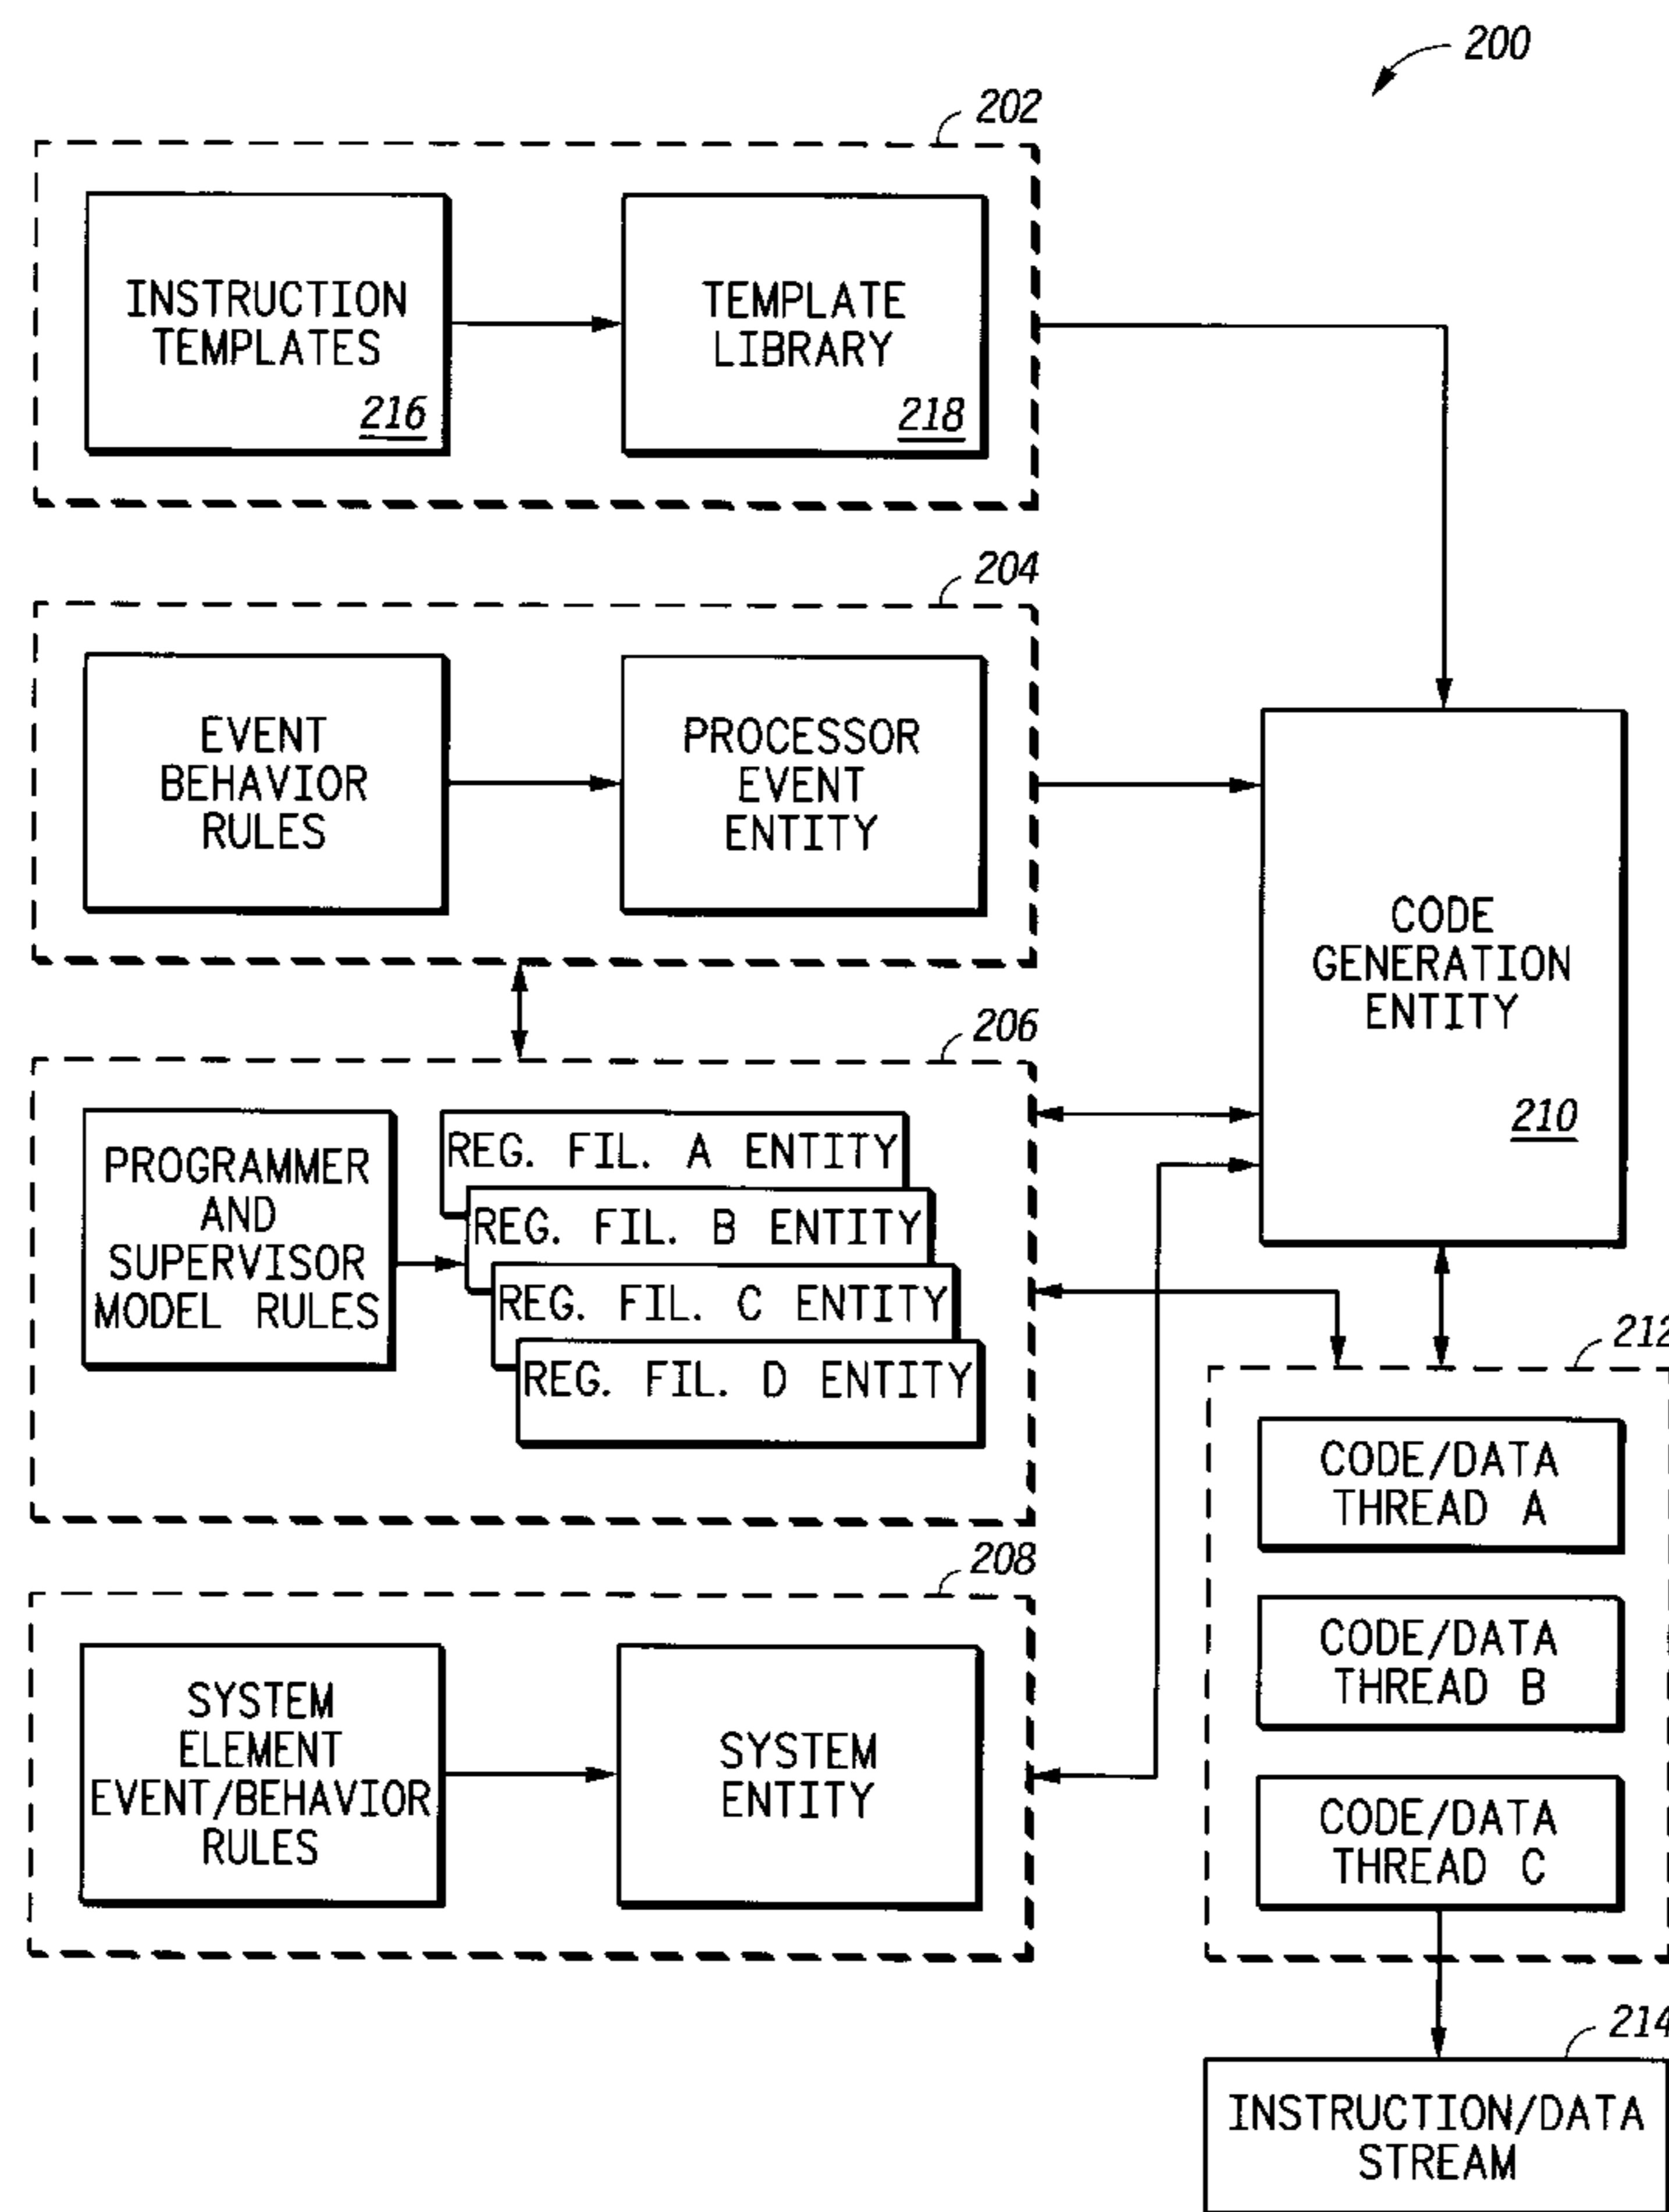 200
202
INSTRUCTION
TEMPLATES
216
TEMPLATE
LIBRARY
218
204
EVENT
BEHAVIOR
RULES
PROCESSOR
EVENT
ENTITY
CODE
GENERATION
ENTITY
210
206
PROGRAMMER
AND
SUPERVISOR
MODEL RULES
REG. FIL. A ENTITY
REG. FIL. B ENTITY
REG. FIL. C ENTITY
REG. FIL. D ENTITY
212
CODE/DATA
THREAD A
CODE/DATA
THREAD B
CODE/DATA
THREAD C
208
SYSTEM
ELEMENT
EVENT/BEHAVIOR
RULES
SYSTEM
ENTITY
214
INSTRUCTION/DATA
STREAM